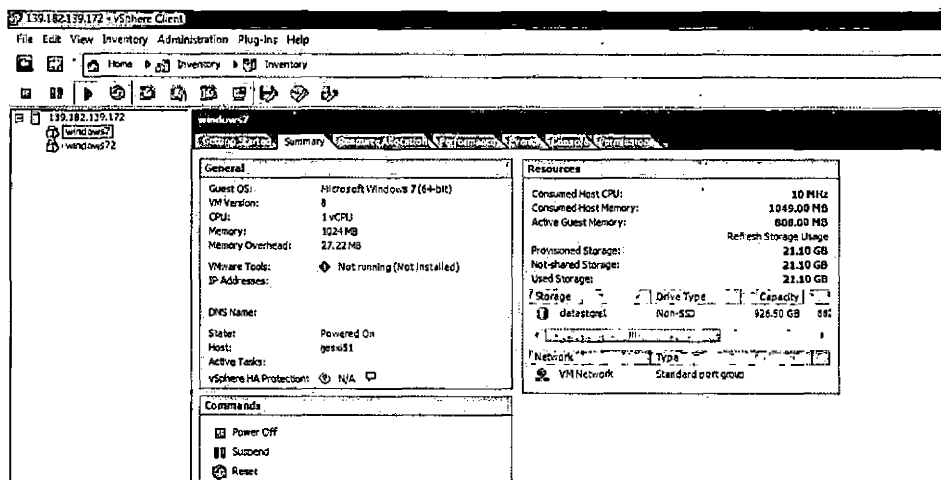 139.182.139.172 - vSphere Client
File Edit View Inventory Administration Plug-ins Help
Home Inventory Inventory
139.182.139.172
windows7
windows72
windows7
Getting Started Summary Resource Allocation Performance Events Console Permissions
General
Guest OS: Microsoft Windows 7 (64-bit)
VM Version: 8
CPU: 1 vCPU
Memory: 1024 MB
Memory Overhead: 27.22 MB
VMware Tools: Not running (Not installed)
IP Addresses:
DNS Name:
State: Powered On
Host:
Active Tasks:
vSphere HA Protection: N/A
Commands
Power Off
Suspend
Reset
Resources
Consumed Host CPU: 10 MHz
Consumed Host Memory: 1049.00 MB
Active Guest Memory: 808.00 MB
Refresh Storage Usage
Provisioned Storage: 21.10 GB
Not-shared Storage: 21.10 GB
Used Storage: 21.10 GB
Storage Drive Type Capacity
datastore1 Non-SSD 926.50 GB
Network Type
VM Network Standard port group